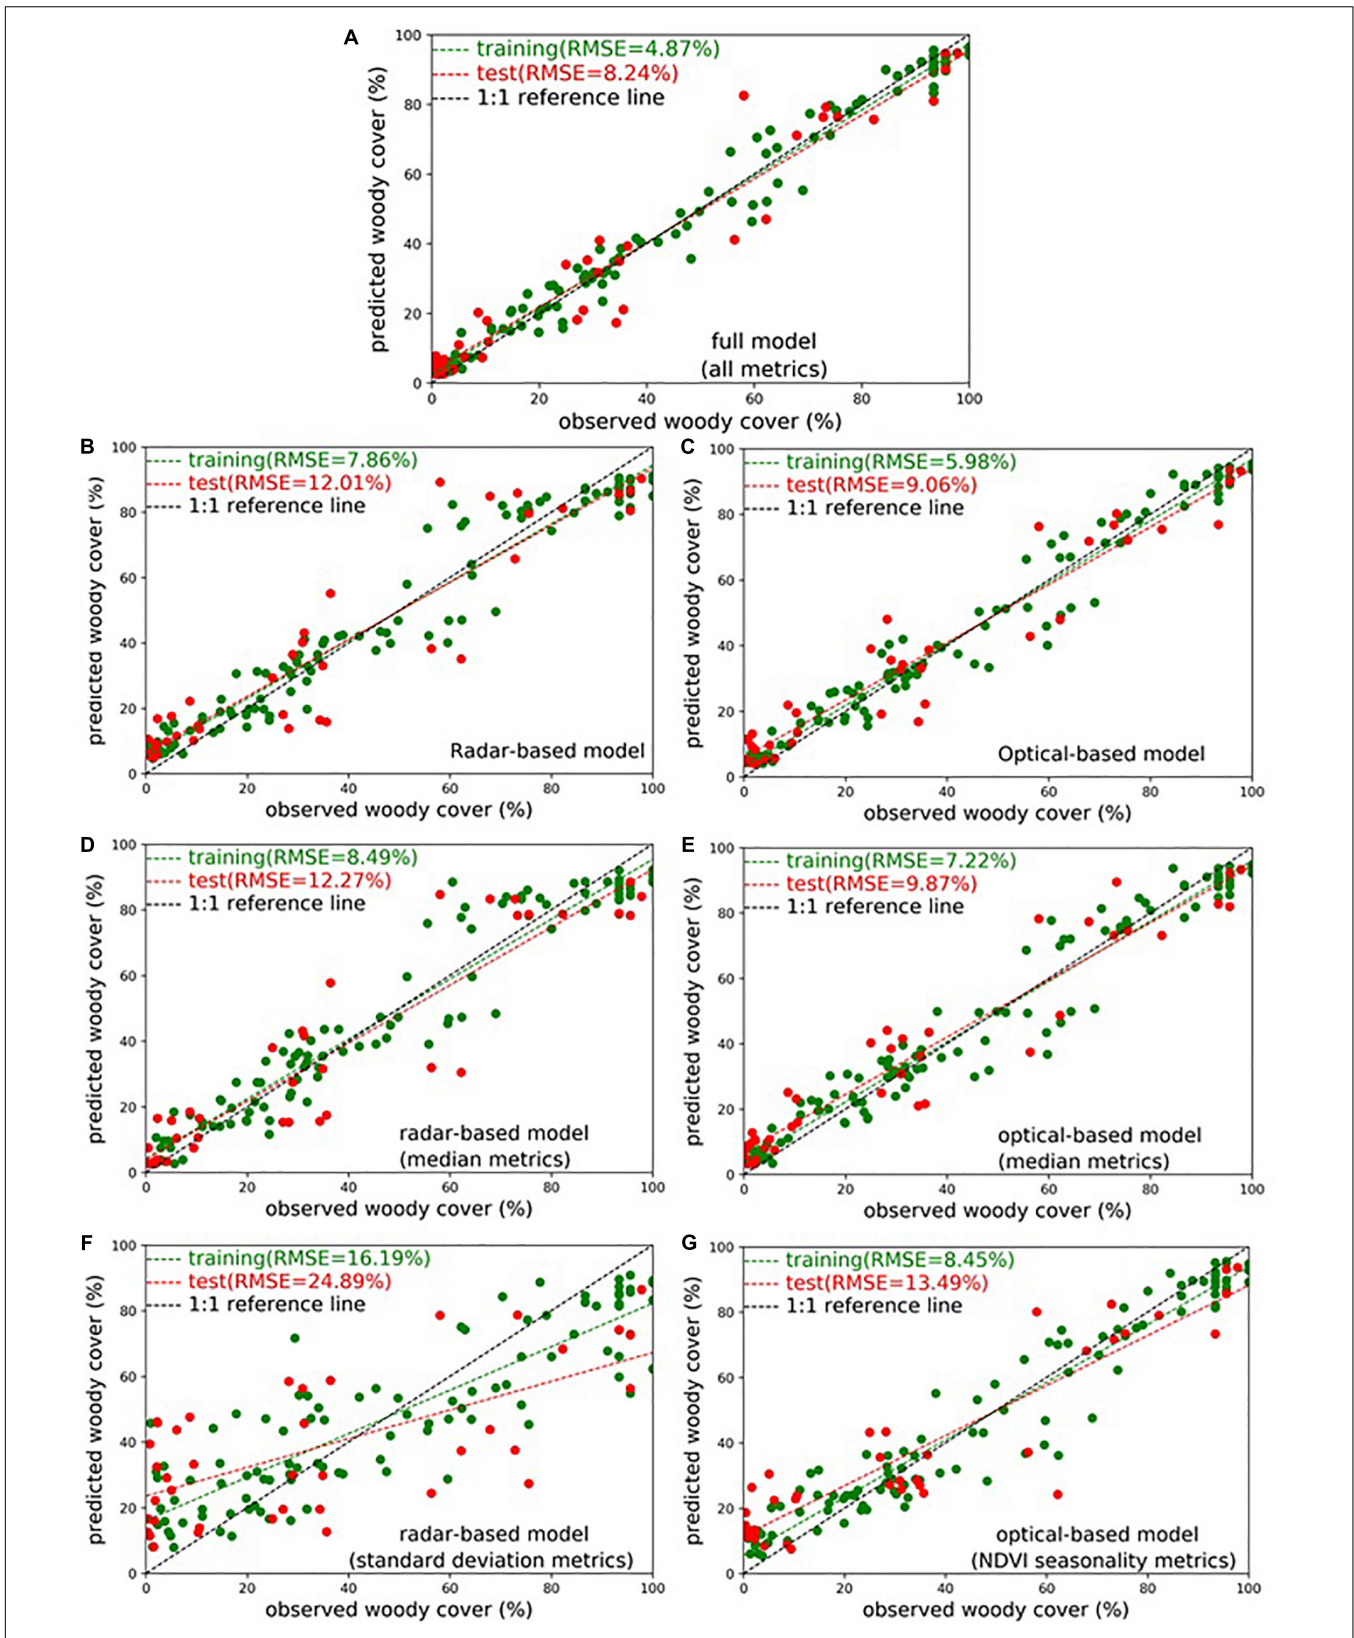 A
training(RMSE=4.87%)
test(RMSE=8.24%)
1:1 reference line
full model
(all metrics)
predicted woody cover (%)
0
20
40
60
80
100
0 20 40 60 80 100
observed woody cover (%)
B
training(RMSE=7.86%)
test(RMSE=12.01%)
1:1 reference line
Radar-based model
predicted woody cover (%)
0
20
40
60
80
100
0 20 40 60 80 100
observed woody cover (%)
C
training(RMSE=5.98%)
test(RMSE=9.06%)
1:1 reference line
Optical-based model
predicted woody cover (%)
0
20
40
60
80
100
0 20 40 60 80 100
observed woody cover (%)
D
training(RMSE=8.49%)
test(RMSE=12.27%)
1:1 reference line
radar-based model
(median metrics)
predicted woody cover (%)
0
20
40
60
80
100
0 20 40 60 80 100
observed woody cover (%)
E
training(RMSE=7.22%)
test(RMSE=9.87%)
1:1 reference line
optical-based model
(median metrics)
predicted woody cover (%)
0
20
40
60
80
100
0 20 40 60 80 100
observed woody cover (%)
F
training(RMSE=16.19%)
test(RMSE=24.89%)
1:1 reference line
radar-based model
(standard deviation metrics)
predicted woody cover (%)
0
20
40
60
80
100
0 20 40 60 80 100
observed woody cover (%)
G
training(RMSE=8.45%)
test(RMSE=13.49%)
1:1 reference line
optical-based model
(NDVI seasonality metrics)
predicted woody cover (%)
0
20
40
60
80
100
0 20 40 60 80 100
observed woody cover (%)